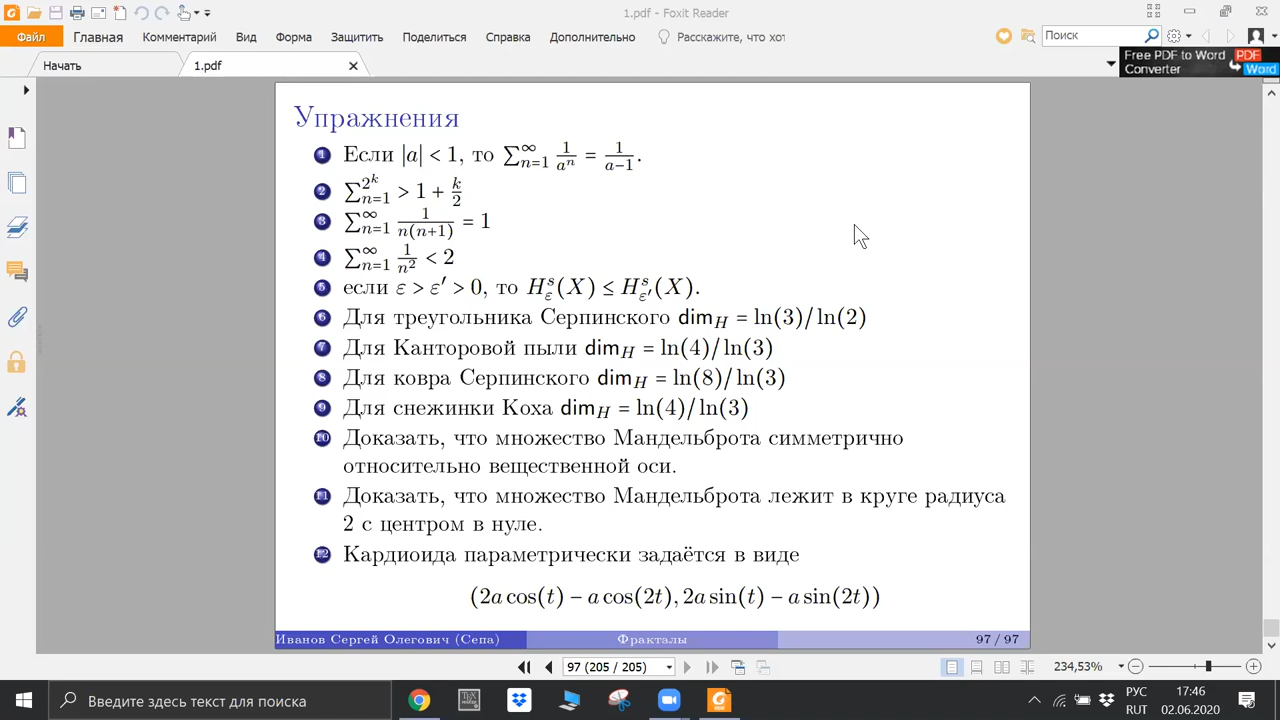 1.pdf - Foxit Reader
Файл Главная Комментарий Вид Форма Защитить Поделиться Справка Дополнительно Расскажите, что хот Поиск
Начать 1.pdf Free PDF to Word Converter PDF Word
Упражнения
1 Если |a| < 1, то ∑_{n=1}^{∞} 1/a^n = 1/(a−1).
2 ∑_{n=1}^{2^k} > 1 + k/2
3 ∑_{n=1}^{∞} 1/(n(n+1)) = 1
4 ∑_{n=1}^{∞} 1/n^2 < 2
5 если ε > ε′ > 0, то H_ε^s(X) ≤ H_{ε′}^s(X).
6 Для треугольника Серпинского dim_H = ln(3)/ln(2)
7 Для Канторовой пыли dim_H = ln(4)/ln(3)
8 Для ковра Серпинского dim_H = ln(8)/ln(3)
9 Для снежинки Коха dim_H = ln(4)/ln(3)
10 Доказать, что множество Мандельброта симметрично
относительно вещественной оси.
11 Доказать, что множество Мандельброта лежит в круге радиуса
2 с центром в нуле.
12 Кардиоида параметрически задаётся в виде
(2a cos(t) − a cos(2t), 2a sin(t) − a sin(2t))
Иванов Сергей Олегович (Сепа) Фракталы 97 / 97
97 (205 / 205) 234,53%
Введите здесь текст для поиска РУС 17:46
RUT 02.06.2020